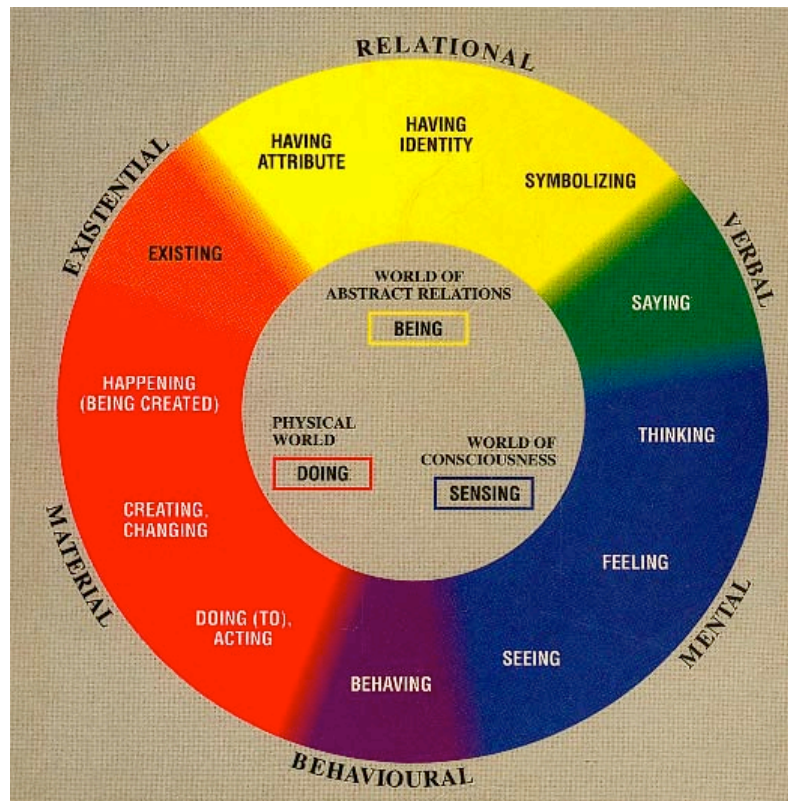 RELATIONAL
HAVING
ATTRIBUTE
HAVING
IDENTITY
SYMBOLIZING
EXISTENTIAL
EXISTING
VERBAL
SAYING
WORLD OF
ABSTRACT RELATIONS
BEING
HAPPENING
(BEING CREATED)
PHYSICAL
WORLD
DOING
WORLD OF
CONSCIOUSNESS
SENSING
THINKING
CREATING,
CHANGING
FEELING
MATERIAL
DOING (TO),
ACTING
SEEING
MENTAL
BEHAVING
BEHAVIOURAL